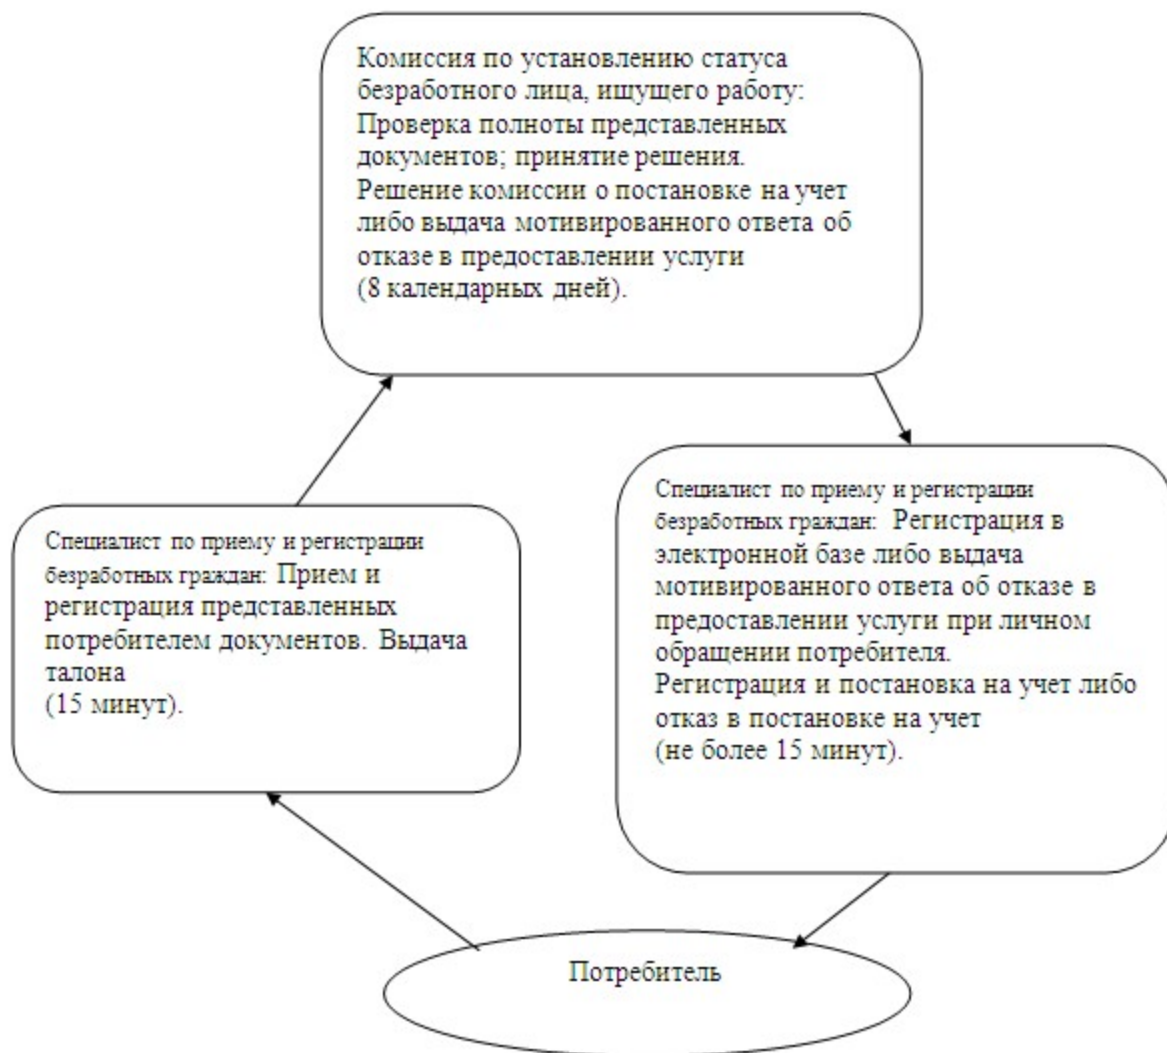 Комиссия по установлению статуса
безработного лица, ищущего работу:
Проверка полноты представленных
документов; принятие решения.
Решение комиссии о постановке на учет
либо выдача мотивированного ответа об
отказе в предоставлении услуги
(8 календарных дней).
Специалист по приему и регистрации
безработных граждан: Прием и
регистрация представленных
потребителем документов. Выдача
талона
(15 минут).
Специалист по приему и регистрации
безработных граждан: Регистрация в
электронной базе либо выдача
мотивированного ответа об отказе в
предоставлении услуги при личном
обращении потребителя.
Регистрация и постановка на учет либо
отказ в постановке на учет
(не более 15 минут).
Потребитель